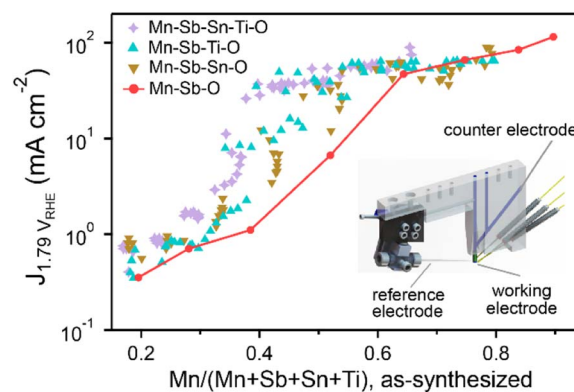 Mn-Sb-Sn-Ti-O
Mn-Sb-Ti-O
Mn-Sb-Sn-O
Mn-Sb-O
J1.79 VRHE (mA cm⁻²)
10²
10¹
10⁰
10⁻¹
counter electrode
reference
electrode
working
electrode
0.2 0.4 0.6 0.8
Mn/(Mn+Sb+Sn+Ti), as-synthesized